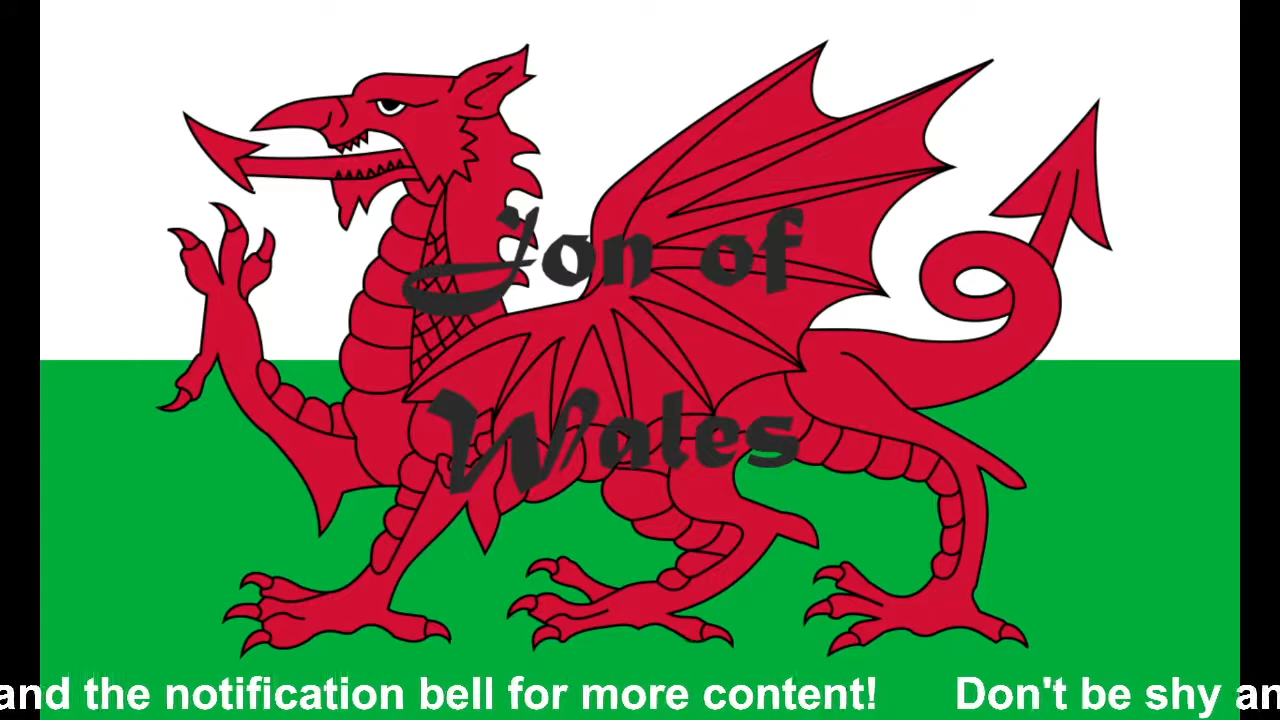 Jon of
Wales
and the notification bell for more content! Don't be shy an